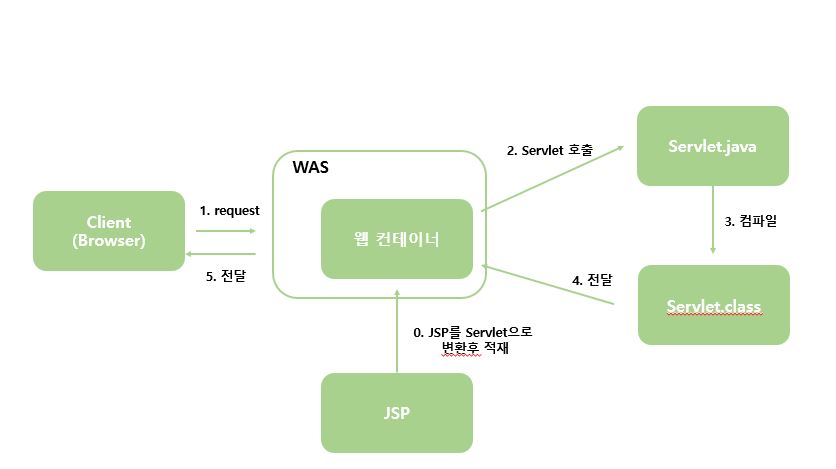 WAS
Client
(Browser)
1. request
5. 전달
웹 컨테이너
2. Servlet 호출
Servlet.java
3. 컴파일
4. 전달
Servlet.class
0. JSP를 Servlet으로
변환후 적재
JSP